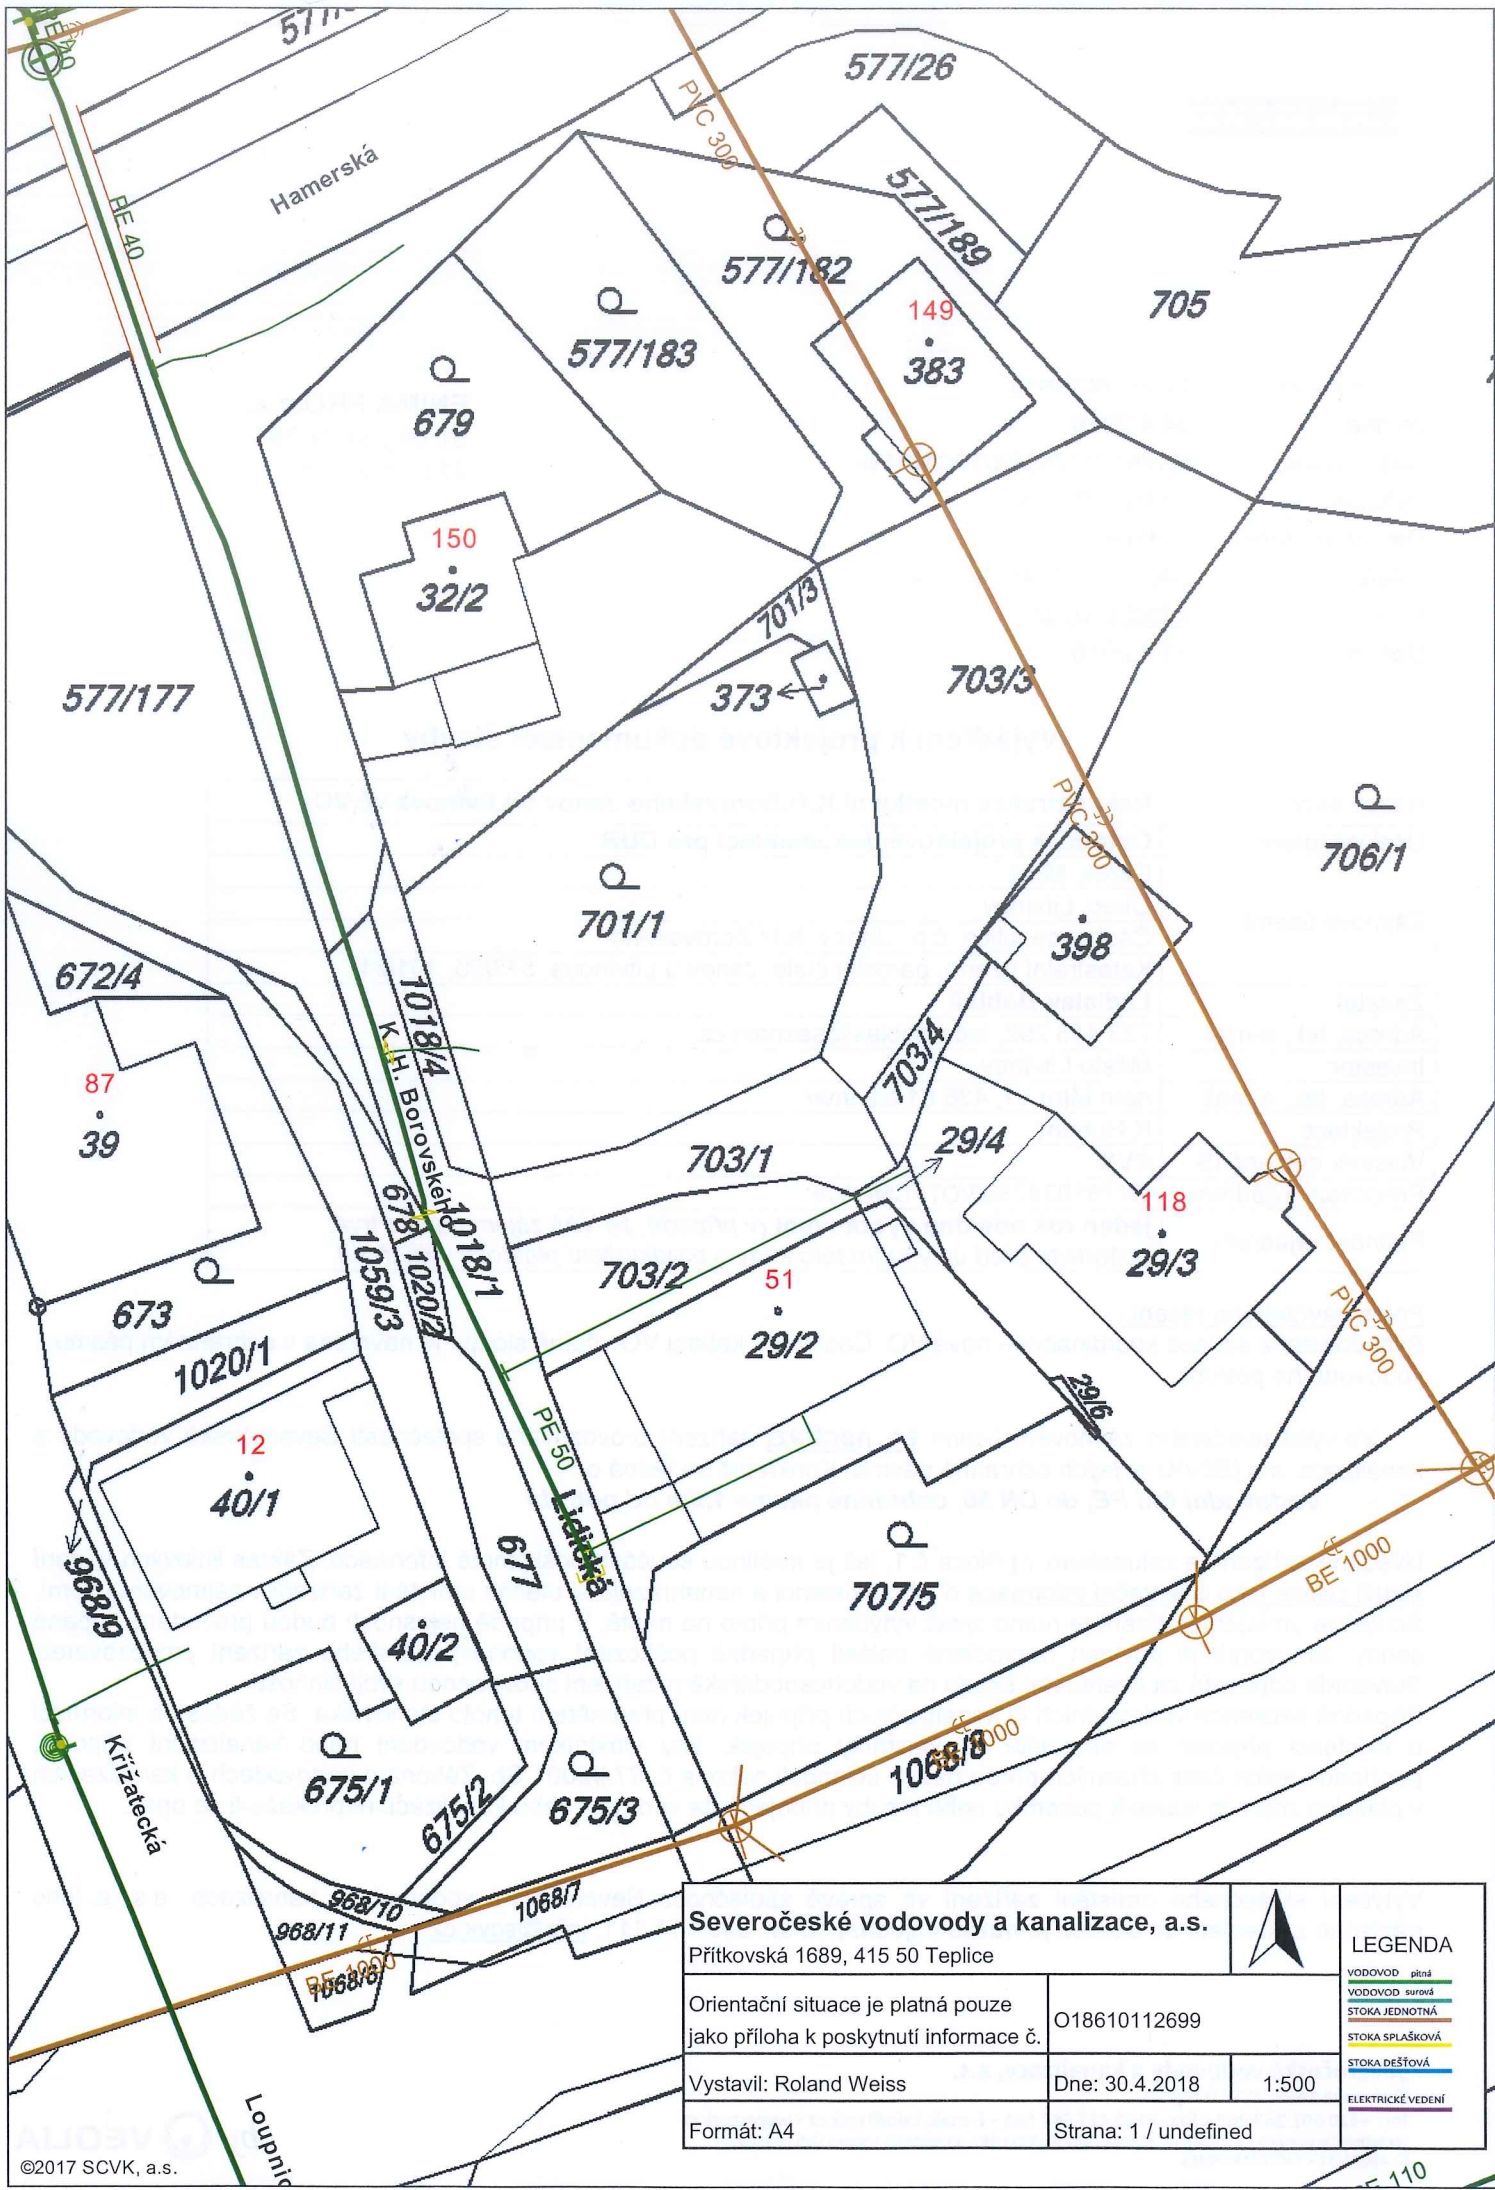 577/26
PVC 300
Hamerská
PE 40
577/189
577/182
149
383
705
577/183
679
150
32/2
701/3
373
703/3
577/177
PVC 300
706/1
701/1
398
672/4
1018/4
K. H. Borovského
703/4
87
39
29/4
703/1
118
29/3
678
1018/1
1059/3
1020/2
703/2
51
29/2
PVC 300
673
1020/1
29/6
PE 50
12
40/1
Lidická
677
707/5
BE 1000
968/9
40/2
BE 1000
1068/8
Křížatecká
675/1
675/2
675/3
968/10
1068/7
968/11
BE 1000
1068/6
Severočeské vodovody a kanalizace, a.s.
Přítkovská 1689, 415 50 Teplice
Orientační situace je platná pouze
jako příloha k poskytnutí informace č.
O18610112699
Vystavil: Roland Weiss
Dne: 30.4.2018
1:500
Formát: A4
Strana: 1 / undefined
LEGENDA
VODOVOD pitná
VODOVOD surová
STOKA JEDNOTNÁ
STOKA SPLAŠKOVÁ
STOKA DEŠŤOVÁ
ELEKTRICKÉ VEDENÍ
Loupnic
©2017 SCVK, a.s.
PE 110